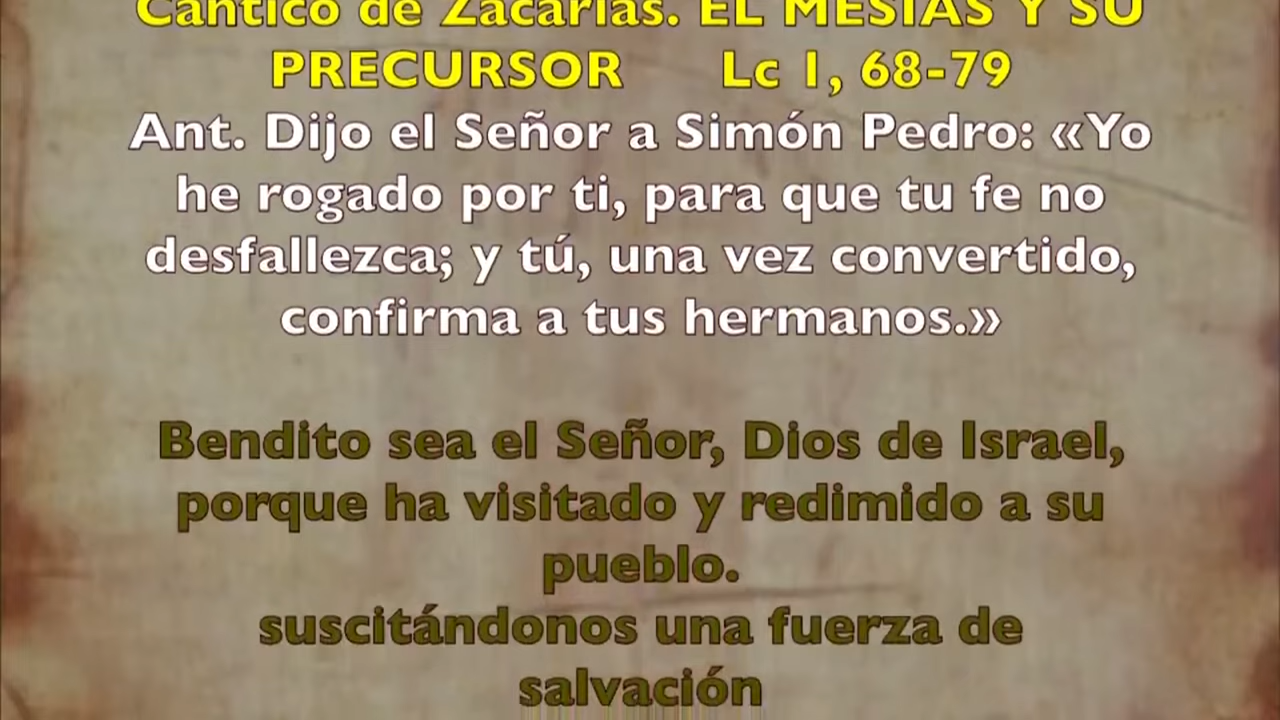 Cántico de Zacarías. EL MESÍAS Y SU
PRECURSOR Lc 1, 68-79
Ant. Dijo el Señor a Simón Pedro: «Yo
he rogado por ti, para que tu fe no
desfallezca; y tú, una vez convertido,
confirma a tus hermanos.»
Bendito sea el Señor, Dios de Israel,
porque ha visitado y redimido a su
pueblo.
suscitándonos una fuerza de
salvación